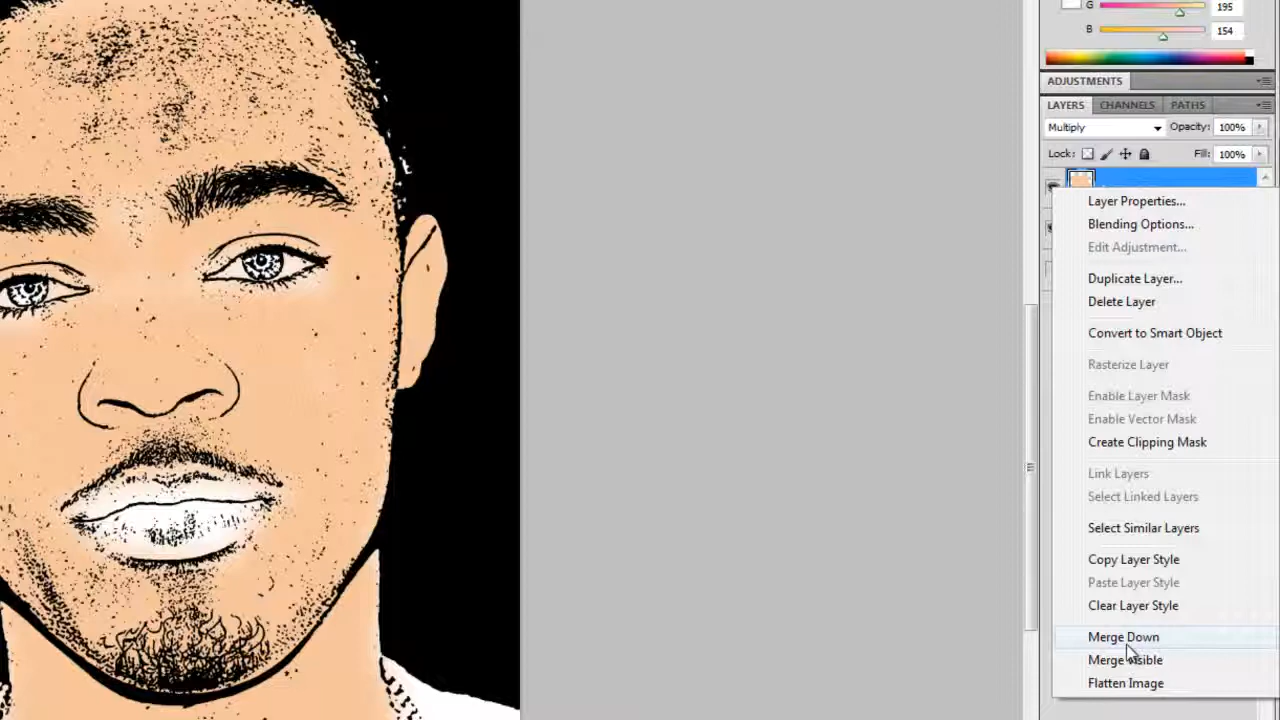 G 195
B 154
ADJUSTMENTS
LAYERS CHANNELS PATHS
Multiply Opacity: 100%
Lock: Fill: 100%
Layer Properties...
Blending Options...
Edit Adjustment...
Duplicate Layer...
Delete Layer
Convert to Smart Object
Rasterize Layer
Enable Layer Mask
Enable Vector Mask
Create Clipping Mask
Link Layers
Select Linked Layers
Select Similar Layers
Copy Layer Style
Paste Layer Style
Clear Layer Style
Merge Down
Merge Visible
Flatten Image